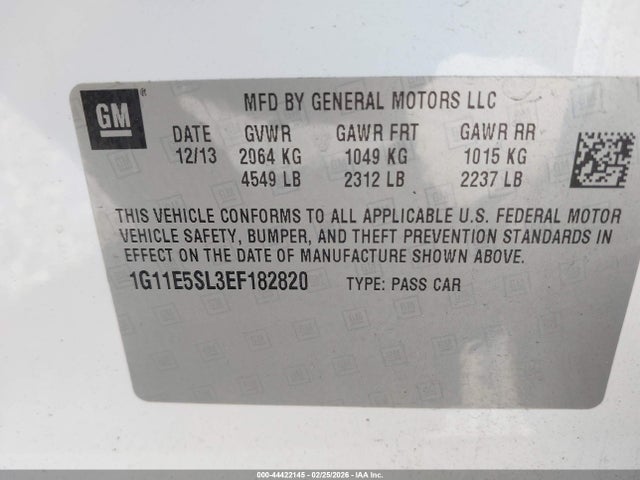 GM
MFD BY GENERAL MOTORS LLC
DATE GVWR GAWR FRT GAWR RR
12/13 2064 KG 1049 KG 1015 KG
4549 LB 2312 LB 2237 LB
THIS VEHICLE CONFORMS TO ALL APPLICABLE U.S. FEDERAL MOTOR
VEHICLE SAFETY, BUMPER, AND THEFT PREVENTION STANDARDS IN
EFFECT ON THE DATE OF MANUFACTURE SHOWN ABOVE.
1G11E5SL3EF182820 TYPE: PASS CAR
000-44422145 - 02/25/2026 - IAA Inc.